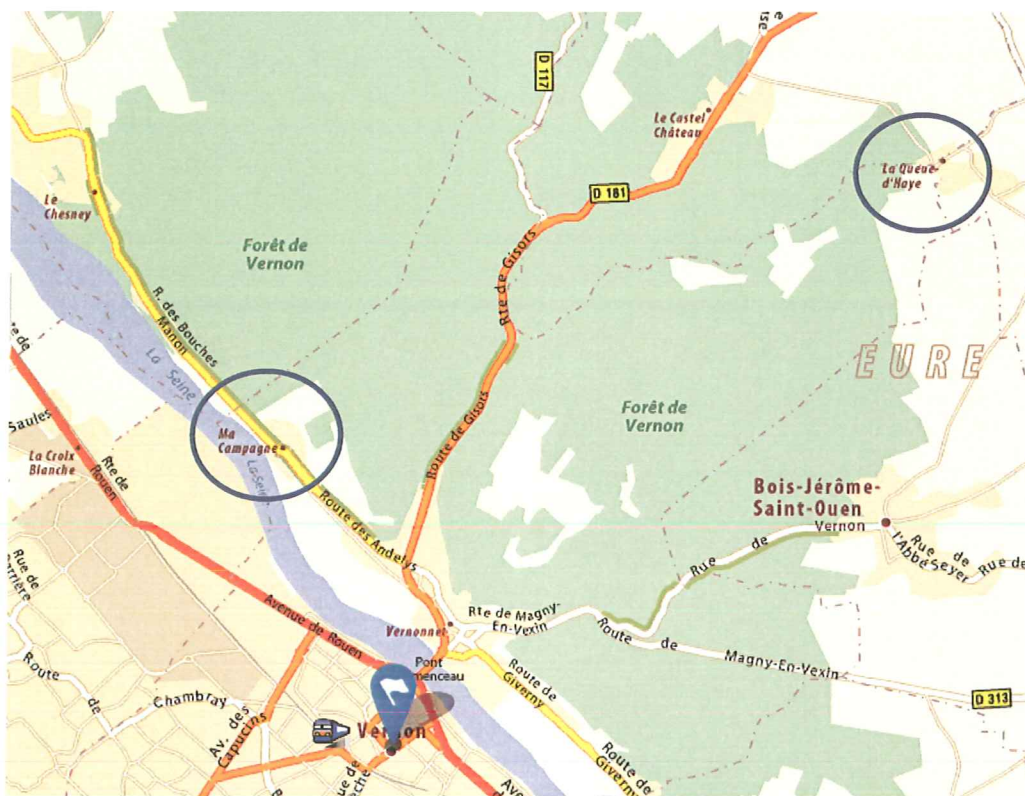 D 117
Le Castel
Château
La Queue
d'Haye
D 181
Le
Chesney
Forêt de
Vernon
Rte de Gisors
R. des Bouches
Manon
La Seine
EURE
Forêt de
Vernon
Route de Gisors
Saules
La Croix
Blanche
Rte de
Rouen
Ma
Campagne
La Seine
Bois-Jérôme-
Saint-Ouen
Vernon
Rue de
Rue de
l'Abbé Seyer
Rue de
Route des Andelys
Rue de
Avenue de Rouen
Vernonnet
Rte de Magny-
En-Vexin
Route de
Magny-En-Vexin
D 313
Route de
Chambray
Av. des
Capucins
Pont
menceau
Route de
Giverny
Vernon
Route de
Giverny